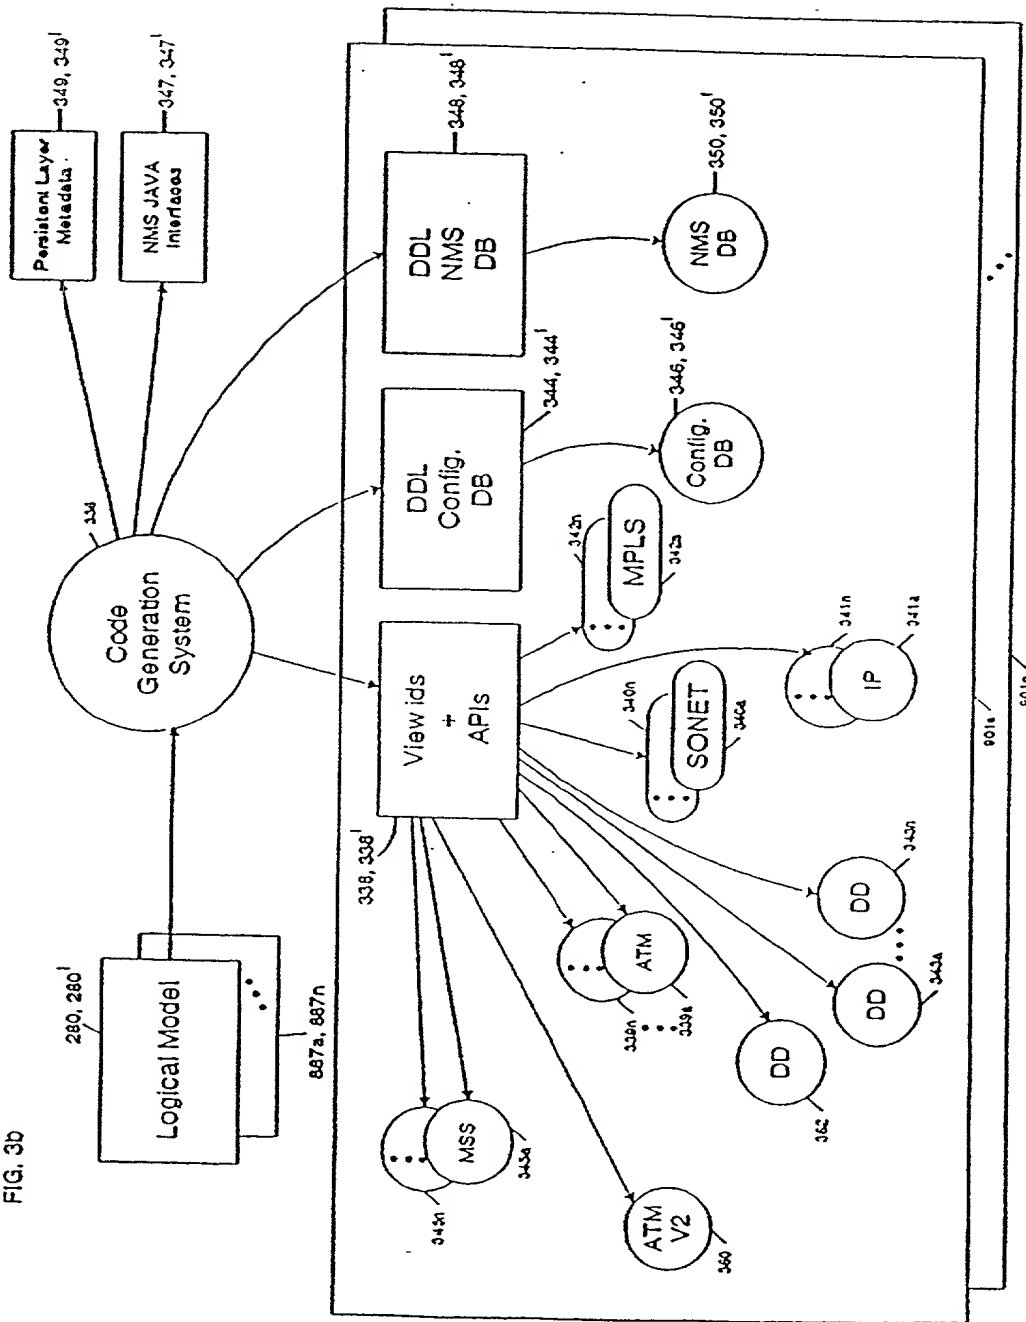 FIG. 3b
280, 280'
Logical Model
887a, 887n
Code
Generation
System
336
Persistent Layer
Metadata
349, 349'
NMS JAVA
Interfaces
347, 347'
338, 338'
View ids
+
APIs
DDL
Config.
DB
344, 344'
DDL
NMS
DB
348, 348'
345n
MSS
345a
ATM
V2
360
339n
ATM
339a
DD
362
DD
343a
DD
343n
340n
SONET
340a
342n
MPLS
342a
341n
IP
341a
Config.
DB
346, 346'
NMS
DB
350, 350'
901a